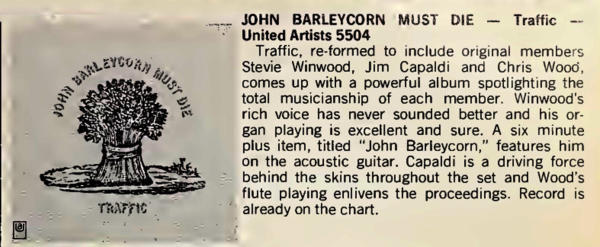 JOHN BARLEYCORN MUST DIE
TRAFFIC
JOHN BARLEYCORN MUST DIE — Traffic —
United Artists 5504
Traffic, re-formed to include original members
Stevie Winwood, Jim Capaldi and Chris Wood,
comes up with a powerful album spotlighting the
total musicianship of each member. Winwood's
rich voice has never sounded better and his or-
gan playing is excellent and sure. A six minute
plus item, titled "John Barleycorn," features him
on the acoustic guitar. Capaldi is a driving force
behind the skins throughout the set and Wood's
flute playing enlivens the proceedings. Record is
already on the chart.